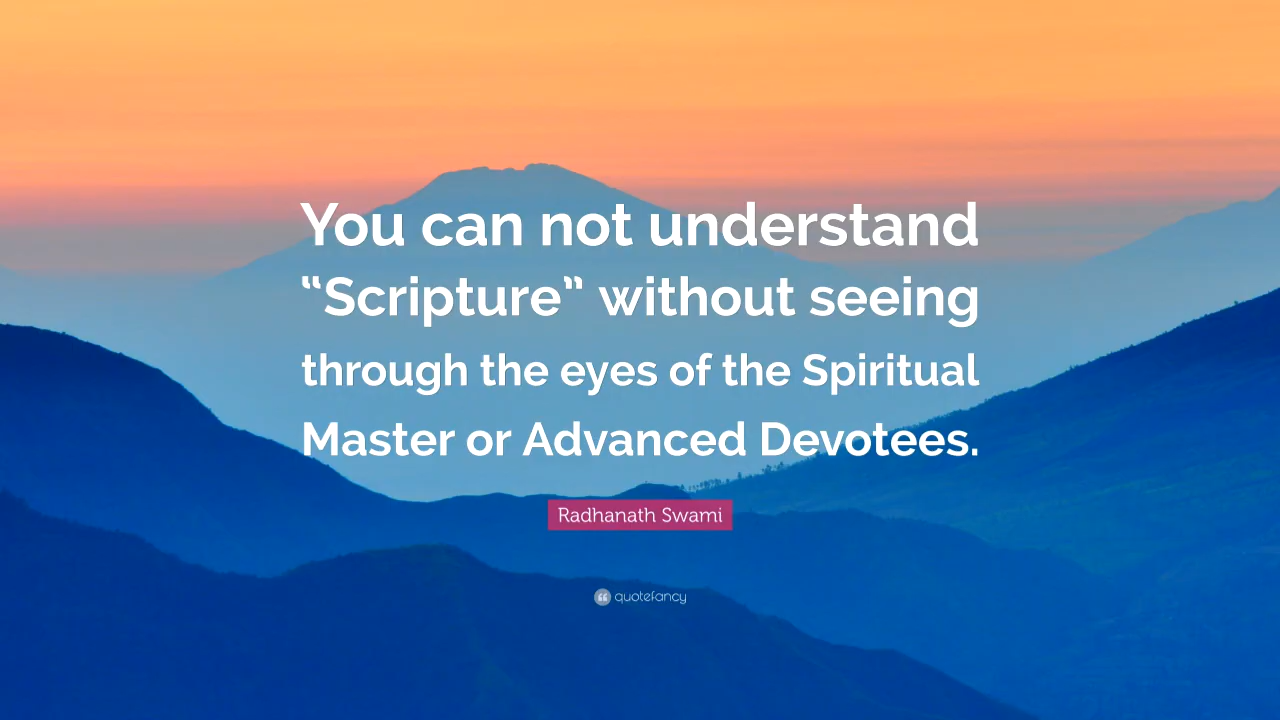 You can not understand
“Scripture” without seeing
through the eyes of the Spiritual
Master or Advanced Devotees.
Radhanath Swami
quotefancy